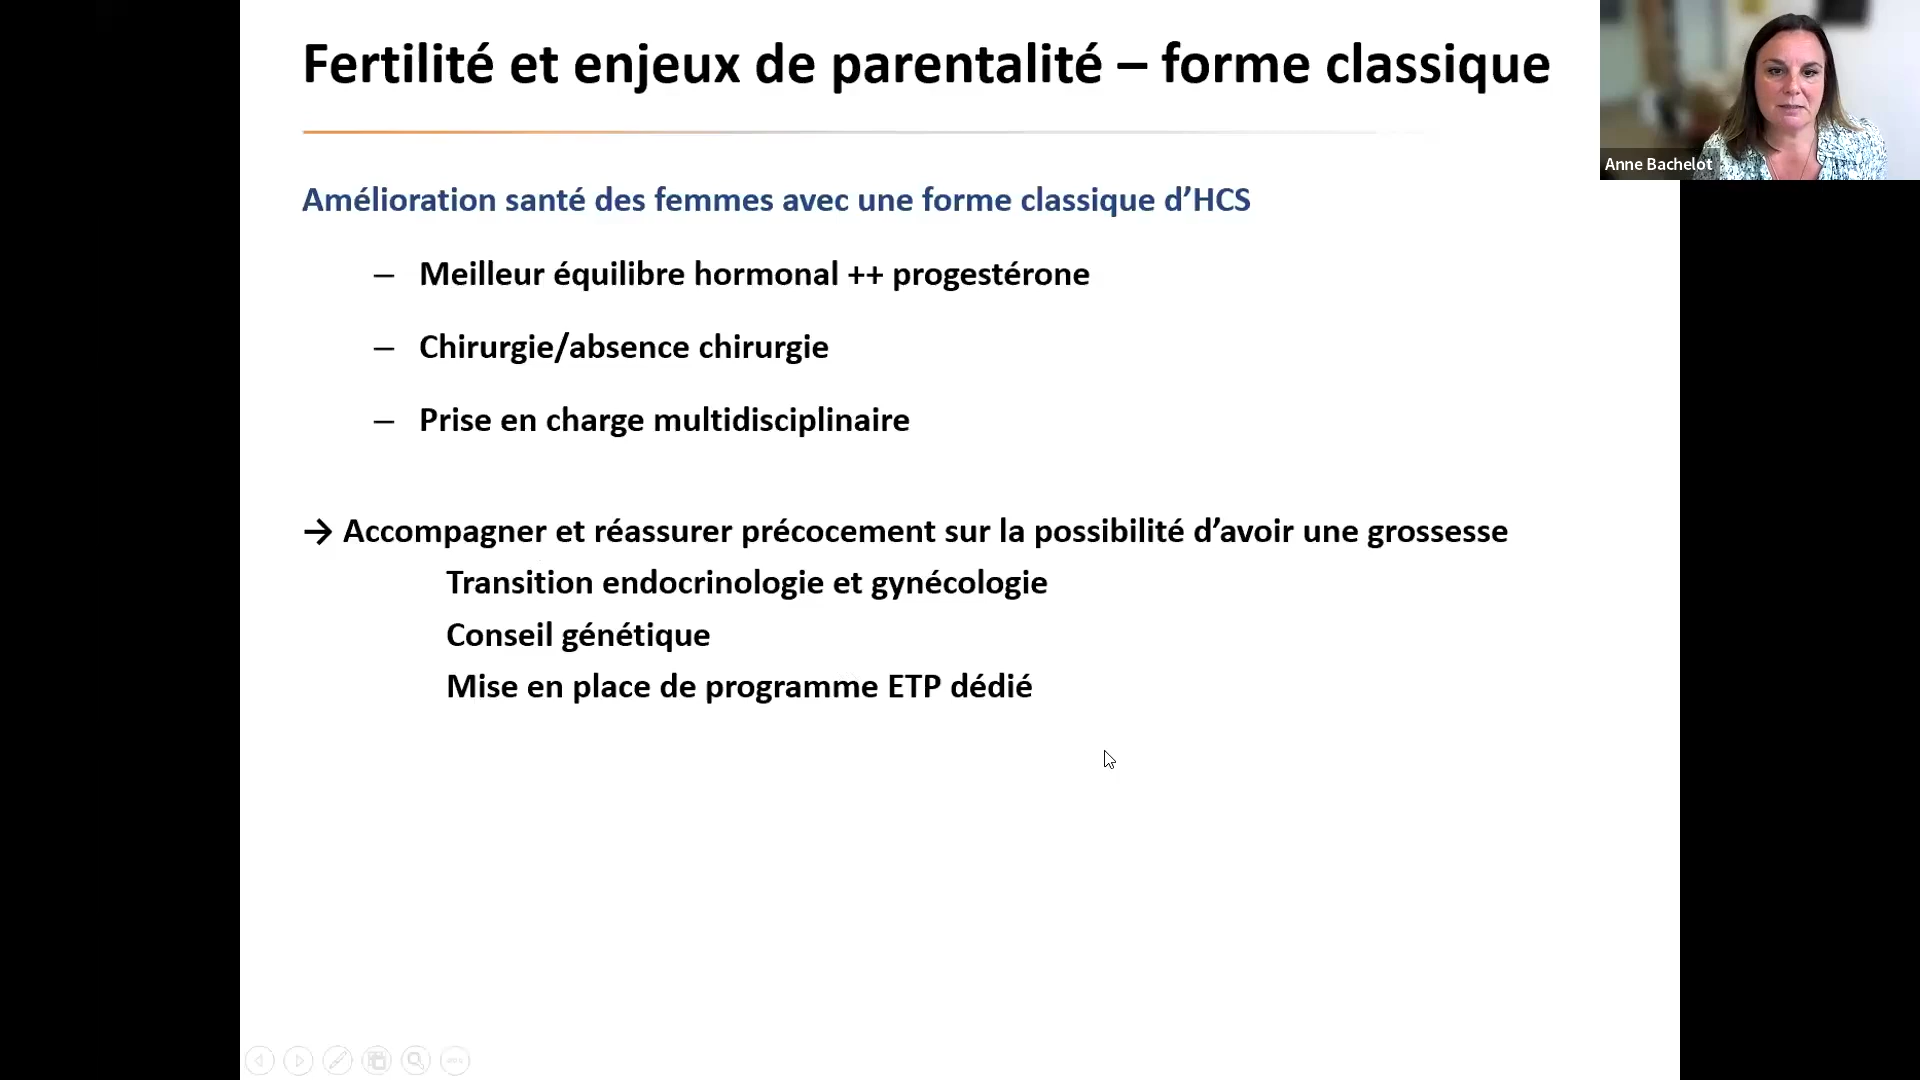 Fertilité et enjeux de parentalité – forme classique
Anne Bachelot
Amélioration santé des femmes avec une forme classique d’HCS
– Meilleur équilibre hormonal ++ progestérone
– Chirurgie/absence chirurgie
– Prise en charge multidisciplinaire
→ Accompagner et réassurer précocement sur la possibilité d’avoir une grossesse
Transition endocrinologie et gynécologie
Conseil génétique
Mise en place de programme ETP dédié